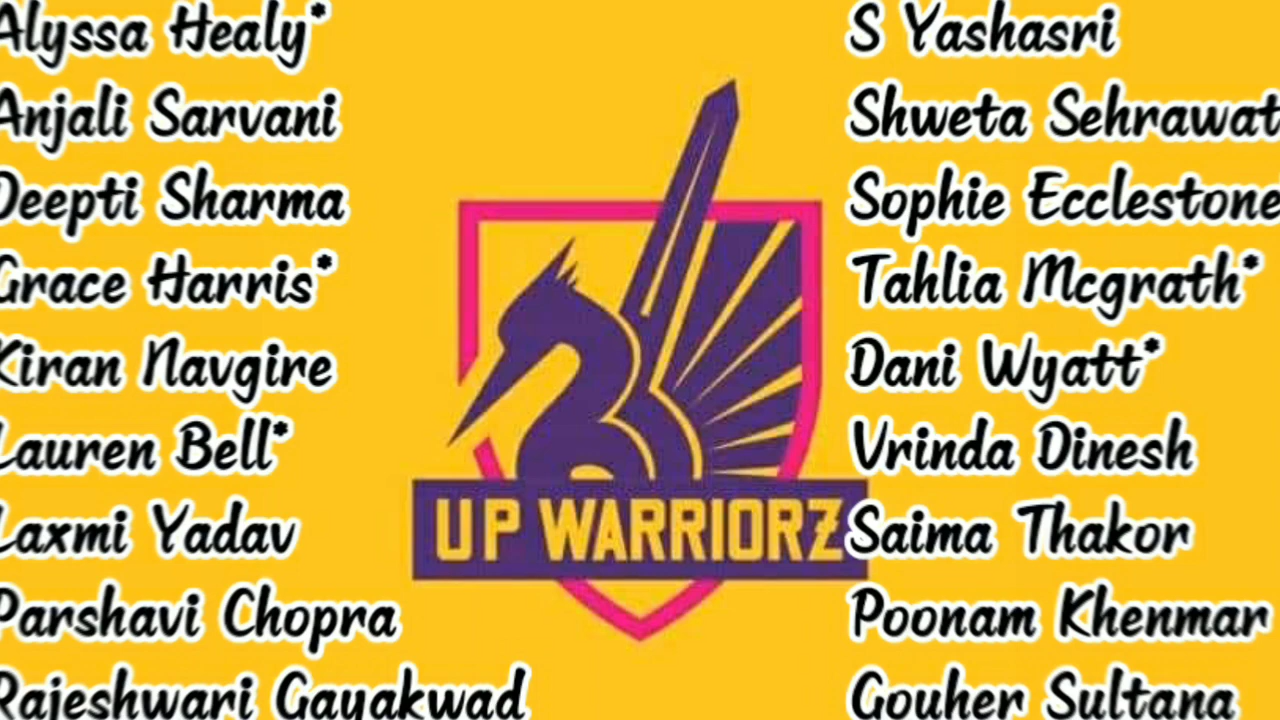 Alyssa Healy*
Anjali Sarvani
Deepti Sharma
Grace Harris*
Kiran Navgire
Lauren Bell*
Laxmi Yadav
Parshavi Chopra
Rajeshwari Gayakwad
UP WARRIORZ
S Yashasri
Shweta Sehrawat
Sophie Ecclestone
Tahlia Mcgrath*
Dani Wyatt*
Vrinda Dinesh
Saima Thakor
Poonam Khenmar
Gouher Sultana